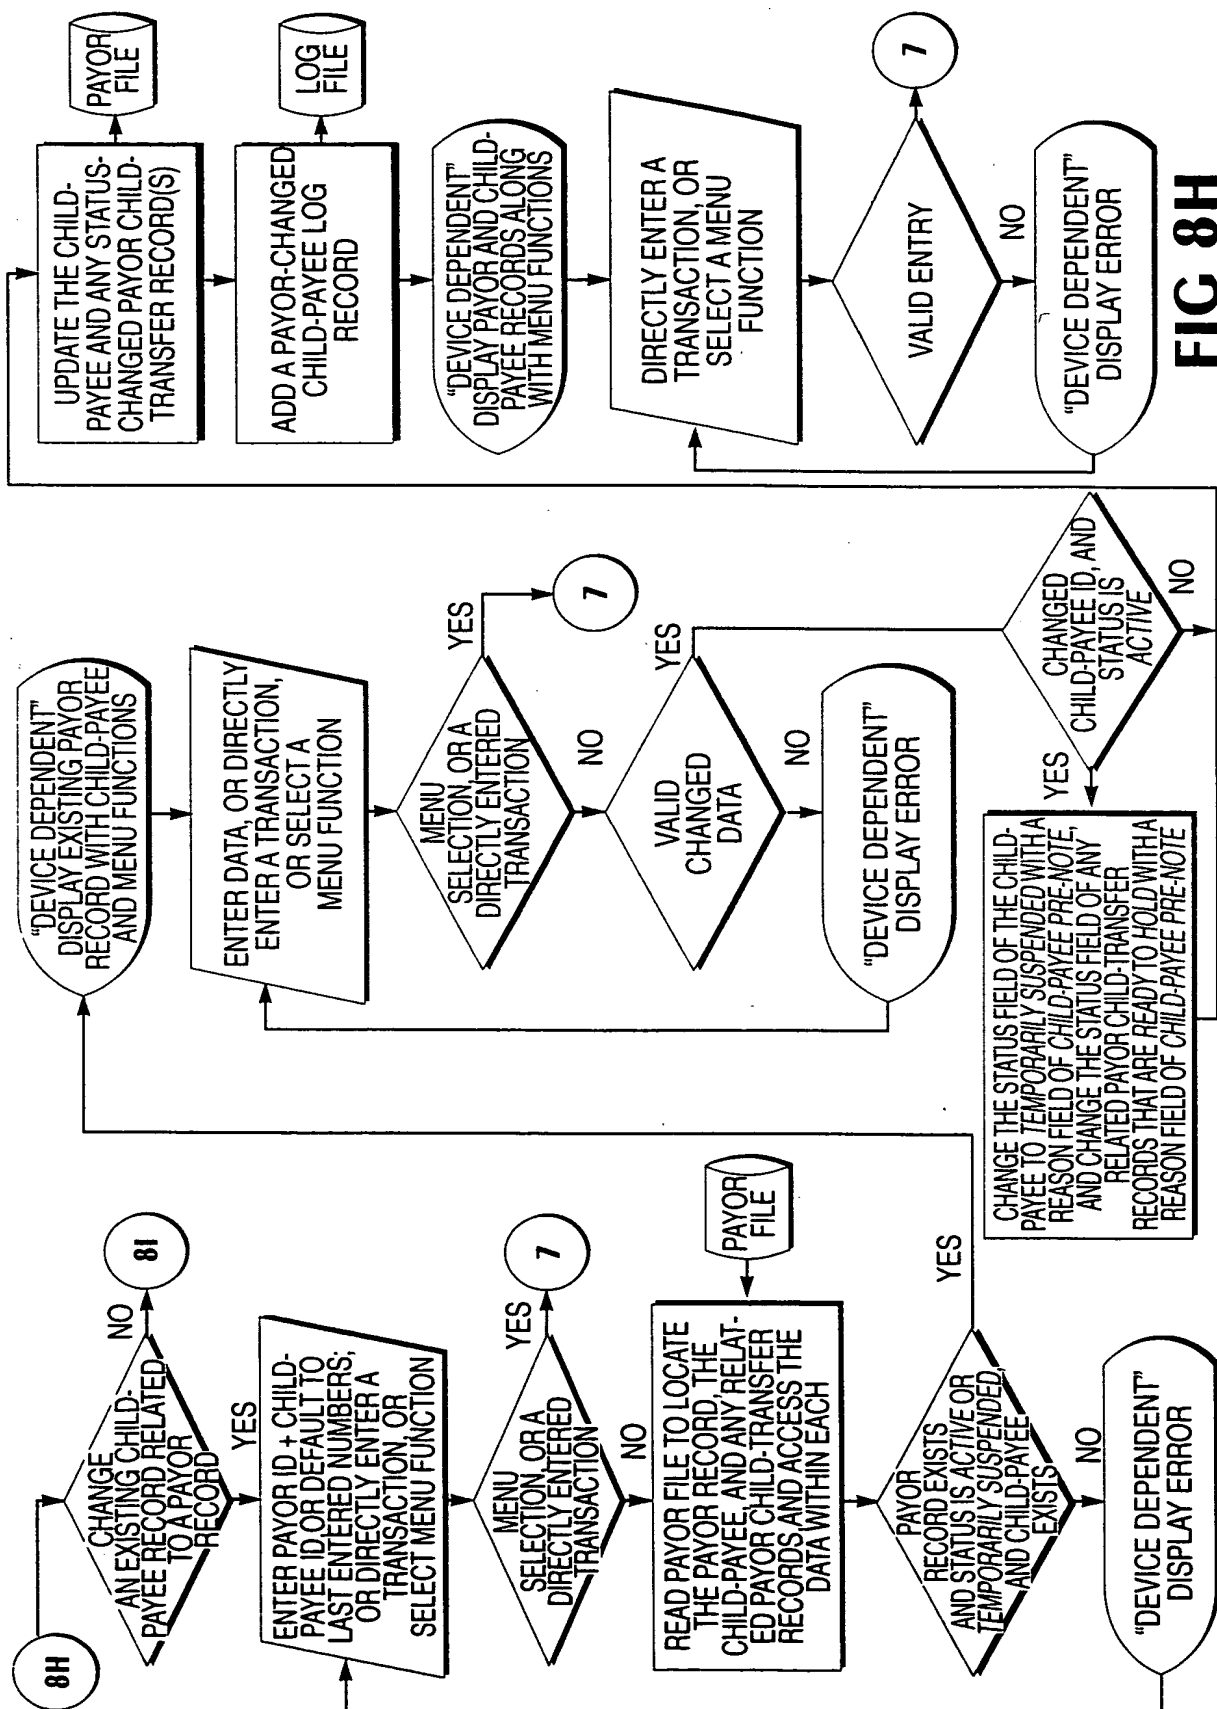 8H
CHANGE
AN EXISTING CHILD-
PAYEE RECORD RELATED
TO A PAYOR
RECORD
NO
8I
YES
ENTER PAYOR ID + CHILD-
PAYEE ID,OR DEFAULT TO
LAST ENTERED NUMBERS;
OR DIRECTLY ENTER A
TRANSACTION, OR
SELECT MENU FUNCTION
MENU
SELECTION, OR A
DIRECTLY ENTERED
TRANSACTION
YES
7
NO
READ PAYOR FILE TO LOCATE
THE PAYOR RECORD, THE
CHILD-PAYEE, AND ANY RELAT-
ED PAYOR CHILD-TRANSFER
RECORDS AND ACCESS THE
DATA WITHIN EACH
PAYOR
FILE
PAYOR
RECORD EXISTS
AND STATUS IS ACTIVE OR
TEMPORARILY SUSPENDED,
AND CHILD-PAYEE
EXISTS
YES
NO
"DEVICE DEPENDENT"
DISPLAY ERROR
"DEVICE DEPENDENT"
DISPLAY EXISTING PAYOR
RECORD WITH CHILD-PAYEE
AND MENU FUNCTIONS
ENTER DATA, OR DIRECTLY
ENTER A TRANSACTION,
OR SELECT A
MENU FUNCTION
MENU
SELECTION, OR A
DIRECTLY ENTERED
TRANSACTION
YES
7
NO
VALID
CHANGED
DATA
YES
NO
"DEVICE DEPENDENT"
DISPLAY ERROR
CHANGED
CHILD-PAYEE ID, AND
STATUS IS
ACTIVE
YES
NO
CHANGE THE STATUS FIELD OF THE CHILD-
PAYEE TO TEMPORARILY SUSPENDED WITH A
REASON FIELD OF CHILD-PAYEE PRE-NOTE,
AND CHANGE THE STATUS FIELD OF ANY
RELATED PAYOR CHILD-TRANSFER
RECORDS THAT ARE READY TO HOLD WITH A
REASON FIELD OF CHILD-PAYEE PRE-NOTE
UPDATE THE CHILD-
PAYEE AND ANY STATUS-
CHANGED PAYOR CHILD-
TRANSFER RECORD(S)
PAYOR
FILE
ADD A PAYOR-CHANGED
CHILD-PAYEE LOG
RECORD
LOG
FILE
"DEVICE DEPENDENT"
DISPLAY PAYOR AND CHILD-
PAYEE RECORDS ALONG
WITH MENU FUNCTIONS
DIRECTLY ENTER A
TRANSACTION, OR
SELECT A MENU
FUNCTION
VALID ENTRY
7
NO
"DEVICE DEPENDENT"
DISPLAY ERROR
FIG 8H